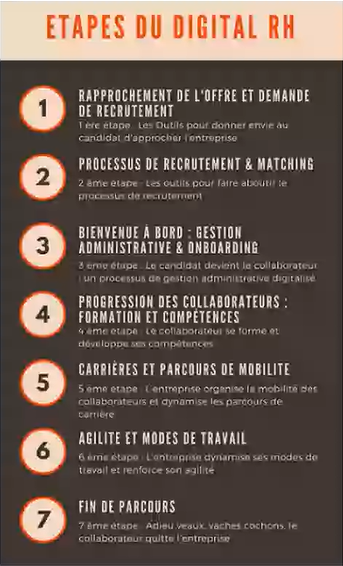 ETAPES DU DIGITAL RH
1
RAPPROCHEMENT DE L'OFFRE ET DEMANDE
DE RECRUTEMENT
1 ère étape : Les Outils pour donner envie au
candidat d'approcher l'entreprise
2
PROCESSUS DE RECRUTEMENT & MATCHING
2 ème étape : Les outils pour faire aboutir le
processus de recrutement
3
BIENVENUE À BORD : GESTION
ADMINISTRATIVE & ONBOARDING
3 ème étape : Le candidat devient le collaborateur
: un processus de gestion administrative digitalisé
4
PROGRESSION DES COLLABORATEURS :
FORMATION ET COMPÉTENCES
4 ème étape : Le collaborateur se forme et
développe ses compétences
5
CARRIÈRES ET PARCOURS DE MOBILITE
5 ème étape : L'entreprise organise la mobilité des
collaborateurs et dynamise les parcours de
carrière
6
AGILITE ET MODES DE TRAVAIL
6 ème étape : L'entreprise dynamise ses modes de
travail et renforce son agilité
7
FIN DE PARCOURS
7 ème étape : Adieu veaux, vaches cochons, le
collaborateur quitte l'entreprise